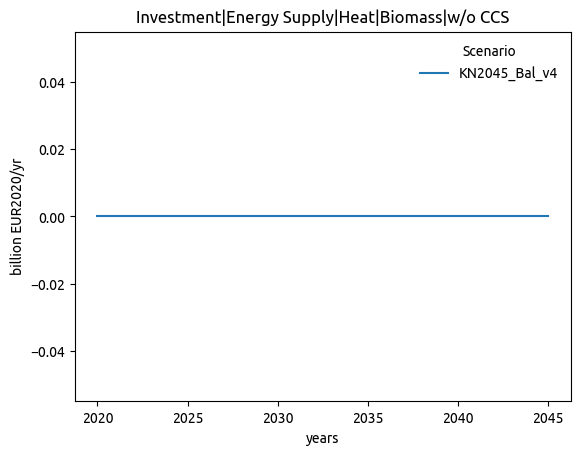 Investment|Energy Supply|Heat|Biomass|w/o CCS
Scenario
KN2045_Bal_v4
0.04
0.02
0.00
−0.02
−0.04
billion EUR2020/yr
2020 2025 2030 2035 2040 2045
years